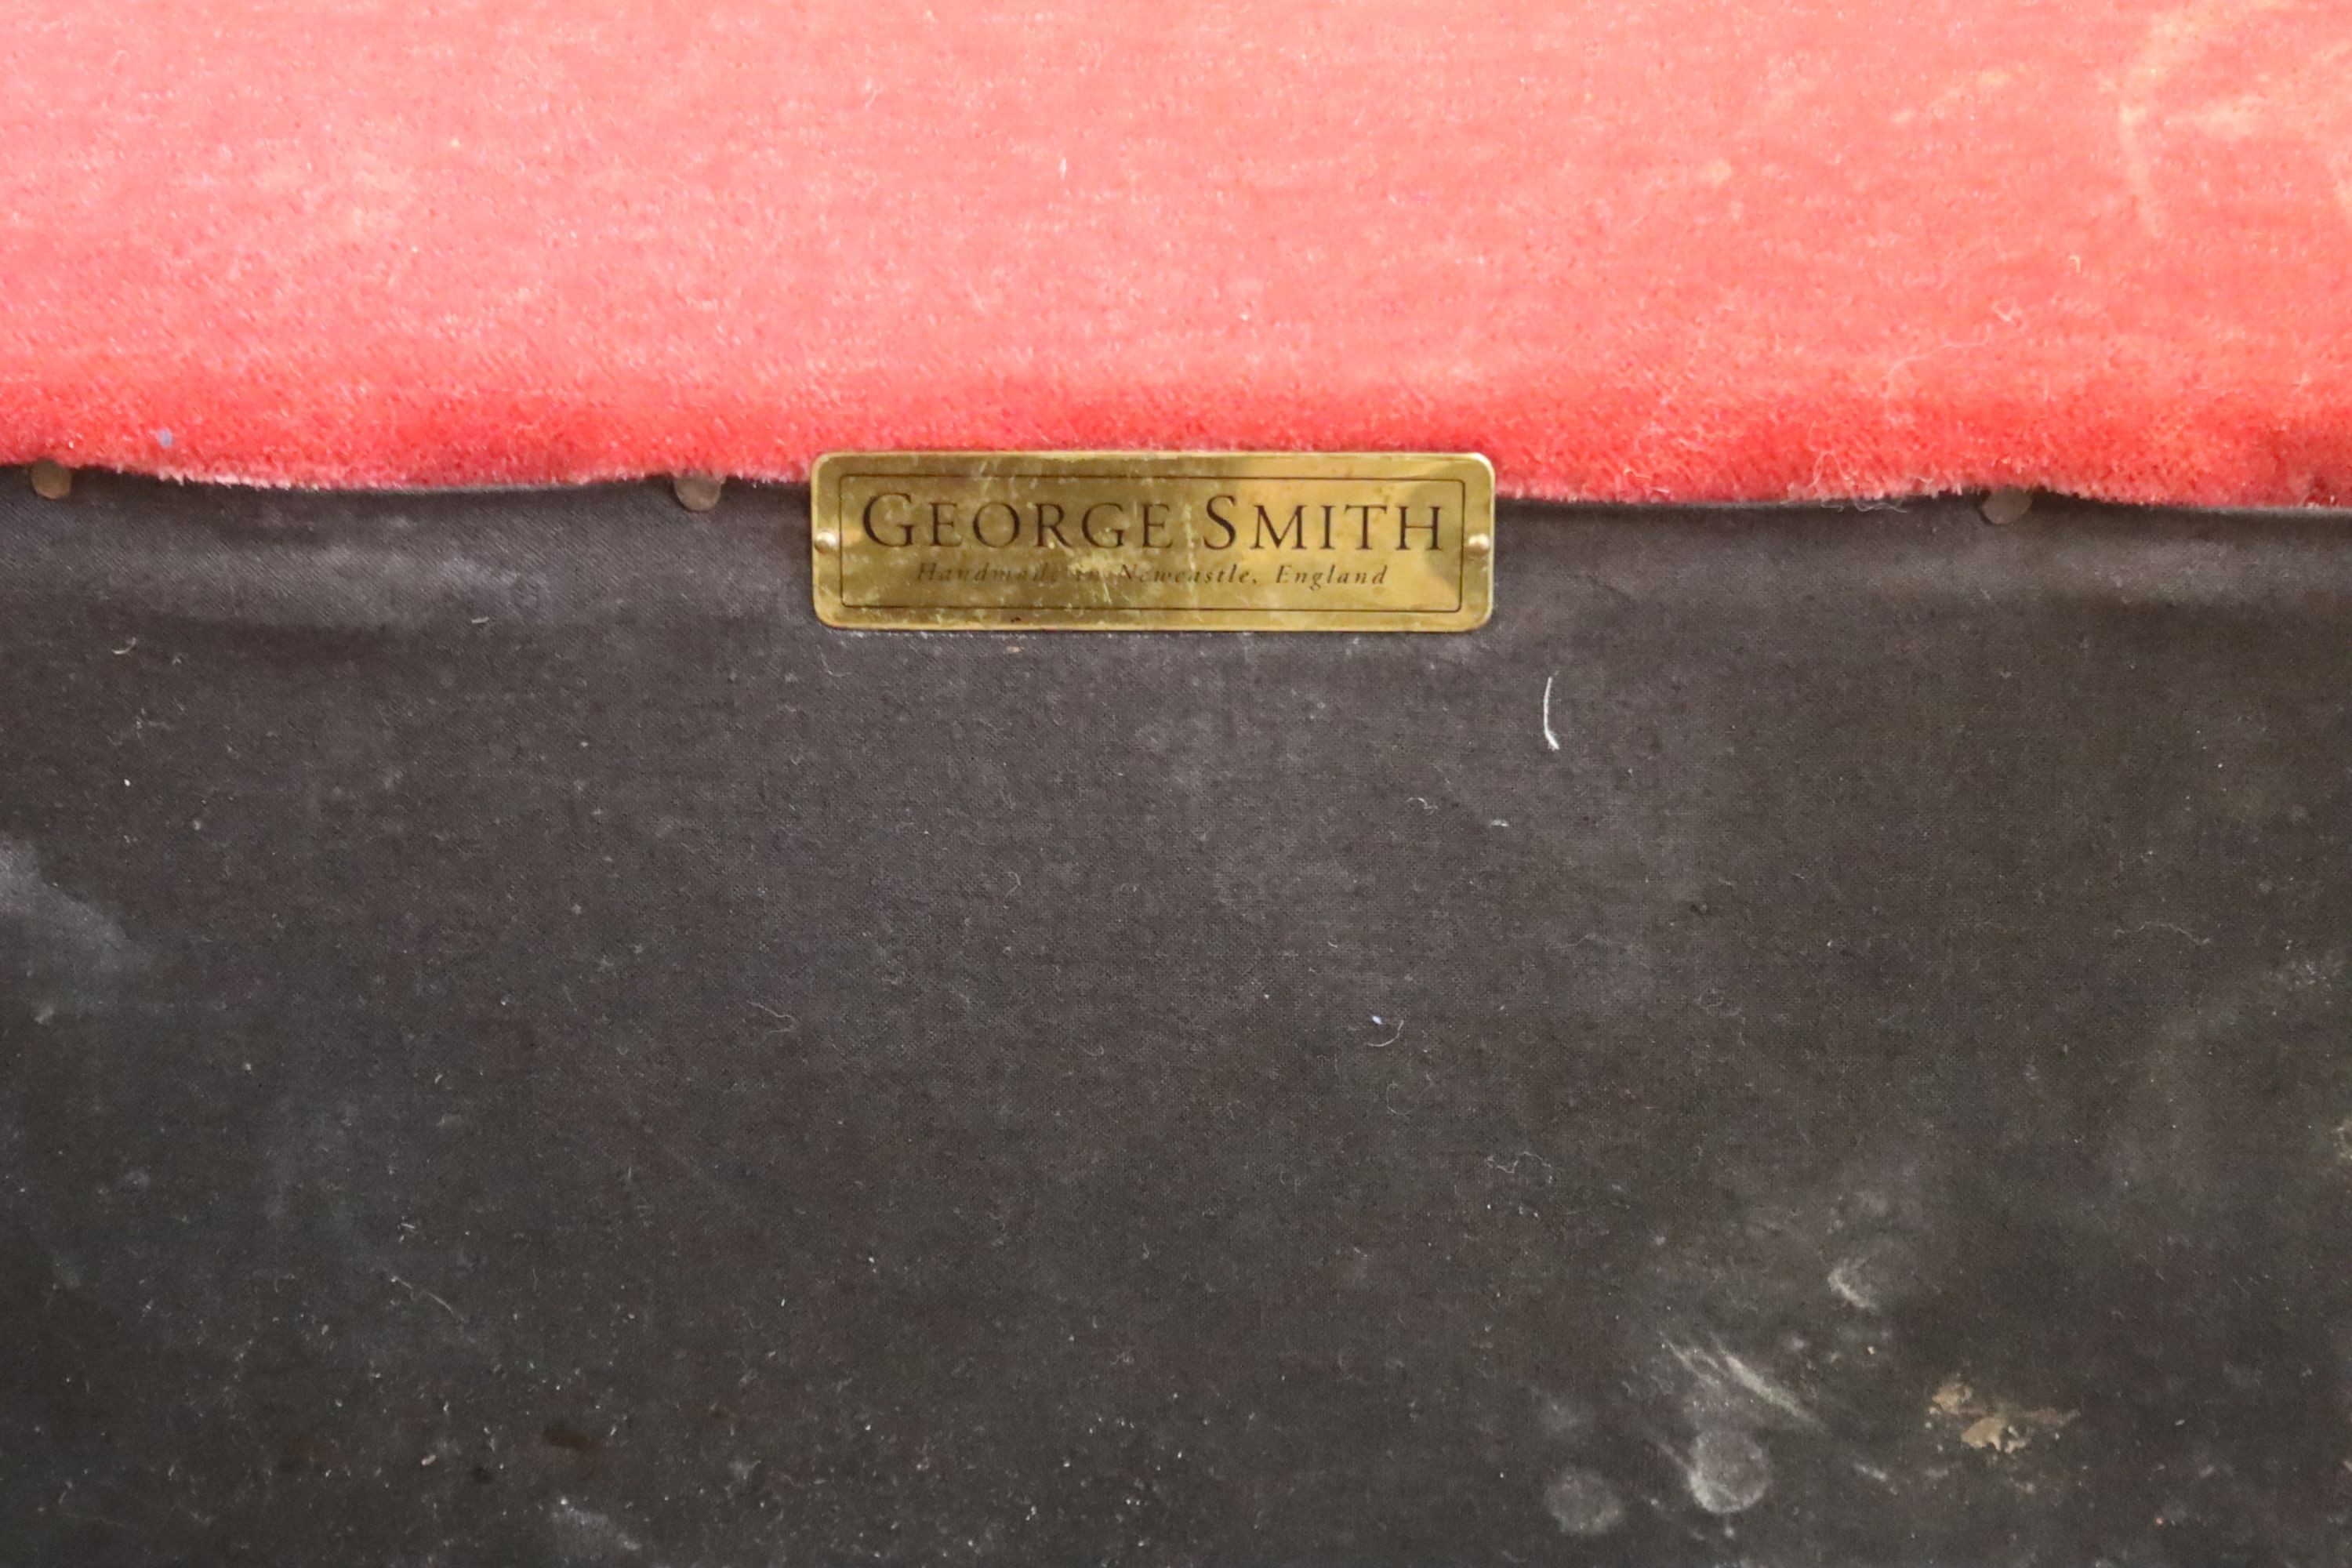 GEORGE SMITH
Handmade in Newcastle, England